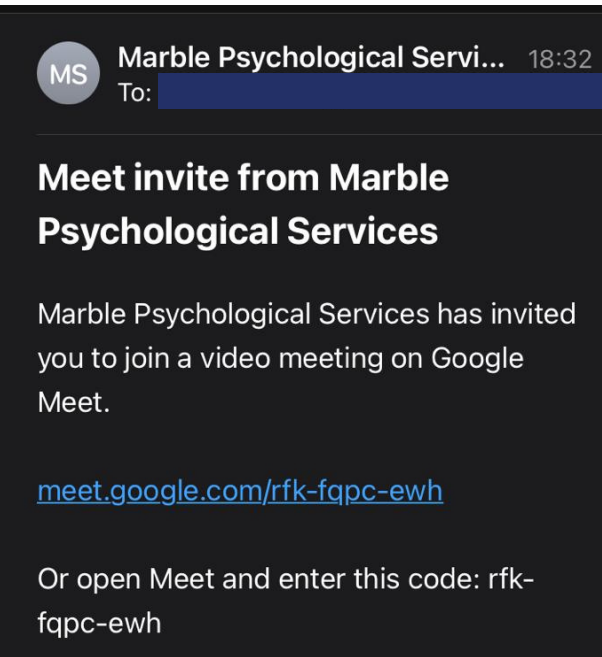 MS
Marble Psychological Servi... 18:32
To:
Meet invite from Marble
Psychological Services
Marble Psychological Services has invited
you to join a video meeting on Google
Meet.
meet.google.com/rfk-fqpc-ewh
Or open Meet and enter this code: rfk-
fqpc-ewh